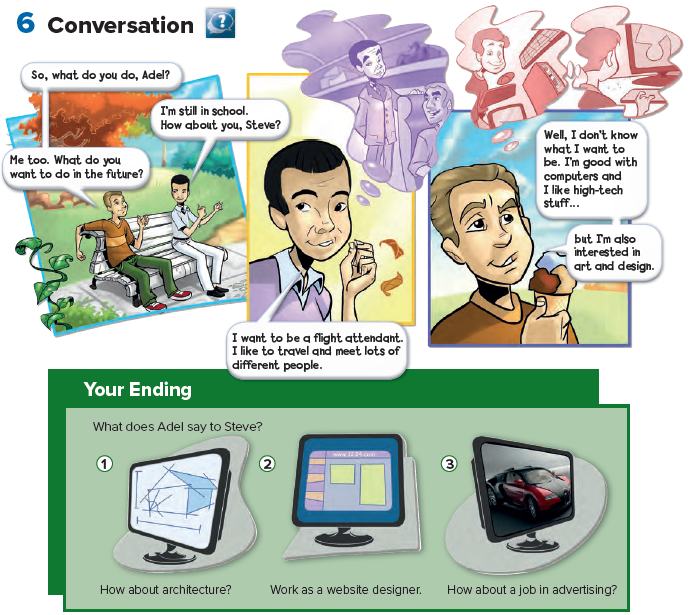 6 Conversation
?
So, what do you do, Adel?
I'm still in school.
How about you, Steve?
Me too. What do you
want to do in the future?
I want to be a flight attendant.
I like to travel and meet lots of
different people.
Well, I don't know
what I want to
be. I'm good with
computers and
I like high-tech
stuff...
but I'm also
interested in
art and design.
Your Ending
What does Adel say to Steve?
1
2
3
How about architecture?
Work as a website designer.
How about a job in advertising?